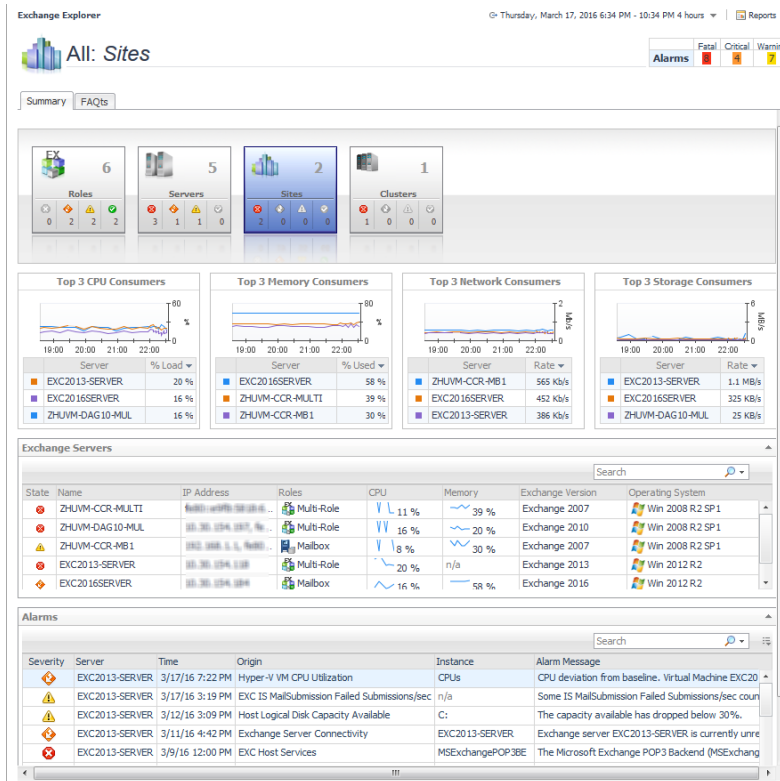 Exchange Explorer
Thursday, March 17, 2016 6:34 PM - 10:34 PM 4 hours
Reports
All: Sites
Fatal Critical Warnin
Alarms 8 4 7
Summary FAQts
EX 6 5 2 1
Roles Servers Sites Clusters
0 2 2 2 3 1 1 0 2 0 0 0 1 0 0 0
Top 3 CPU Consumers
60
%
0
19:00 20:00 21:00 22:00
Server % Load
EXC2013-SERVER 20 %
EXC2016SERVER 16 %
ZHUVM-DAG10-MUL 16 %
Top 3 Memory Consumers
80
%
0
19:00 20:00 21:00 22:00
Server % Used
EXC2016SERVER 58 %
ZHUVM-CCR-MULTI 39 %
ZHUVM-CCR-MB1 30 %
Top 3 Network Consumers
2
Mb/s
0
19:00 20:00 21:00 22:00
Server Rate
ZHUVM-CCR-MB1 565 Kb/s
EXC2016SERVER 452 Kb/s
EXC2013-SERVER 386 Kb/s
Top 3 Storage Consumers
6
MB/s
0
19:00 20:00 21:00 22:00
Server Rate
EXC2013-SERVER 1.1 MB/s
EXC2016SERVER 325 KB/s
ZHUVM-DAG10-MUL 25 KB/s
Exchange Servers
Search
State Name IP Address Roles CPU Memory Exchange Version Operating System
ZHUVM-CCR-MULTI Multi-Role 11 % 39 % Exchange 2007 Win 2008 R2 SP1
ZHUVM-DAG10-MUL Multi-Role 16 % 20 % Exchange 2010 Win 2008 R2 SP1
ZHUVM-CCR-MB1 Mailbox 8 % 30 % Exchange 2007 Win 2008 R2 SP1
EXC2013-SERVER Multi-Role 20 % n/a Exchange 2013 Win 2012 R2
EXC2016SERVER Mailbox 16 % 58 % Exchange 2016 Win 2012 R2
Alarms
Search
Severity Server Time Origin Instance Alarm Message
EXC2013-SERVER 3/17/16 7:22 PM Hyper-V VM CPU Utilization CPUs CPU deviation from baseline. Virtual Machine EXC20
EXC2013-SERVER 3/17/16 3:19 PM EXC IS MailSubmission Failed Submissions/sec n/a Some IS MailSubmission Failed Submissions/sec coun
EXC2013-SERVER 3/12/16 3:09 PM Host Logical Disk Capacity Available C: The capacity available has dropped below 30%.
EXC2013-SERVER 3/11/16 4:42 PM Exchange Server Connectivity EXC2013-SERVER Exchange server EXC2013-SERVER is currently unre
EXC2013-SERVER 3/9/16 12:00 PM EXC Host Services MSExchangePOP3BE The Microsoft Exchange POP3 Backend (MSExchang